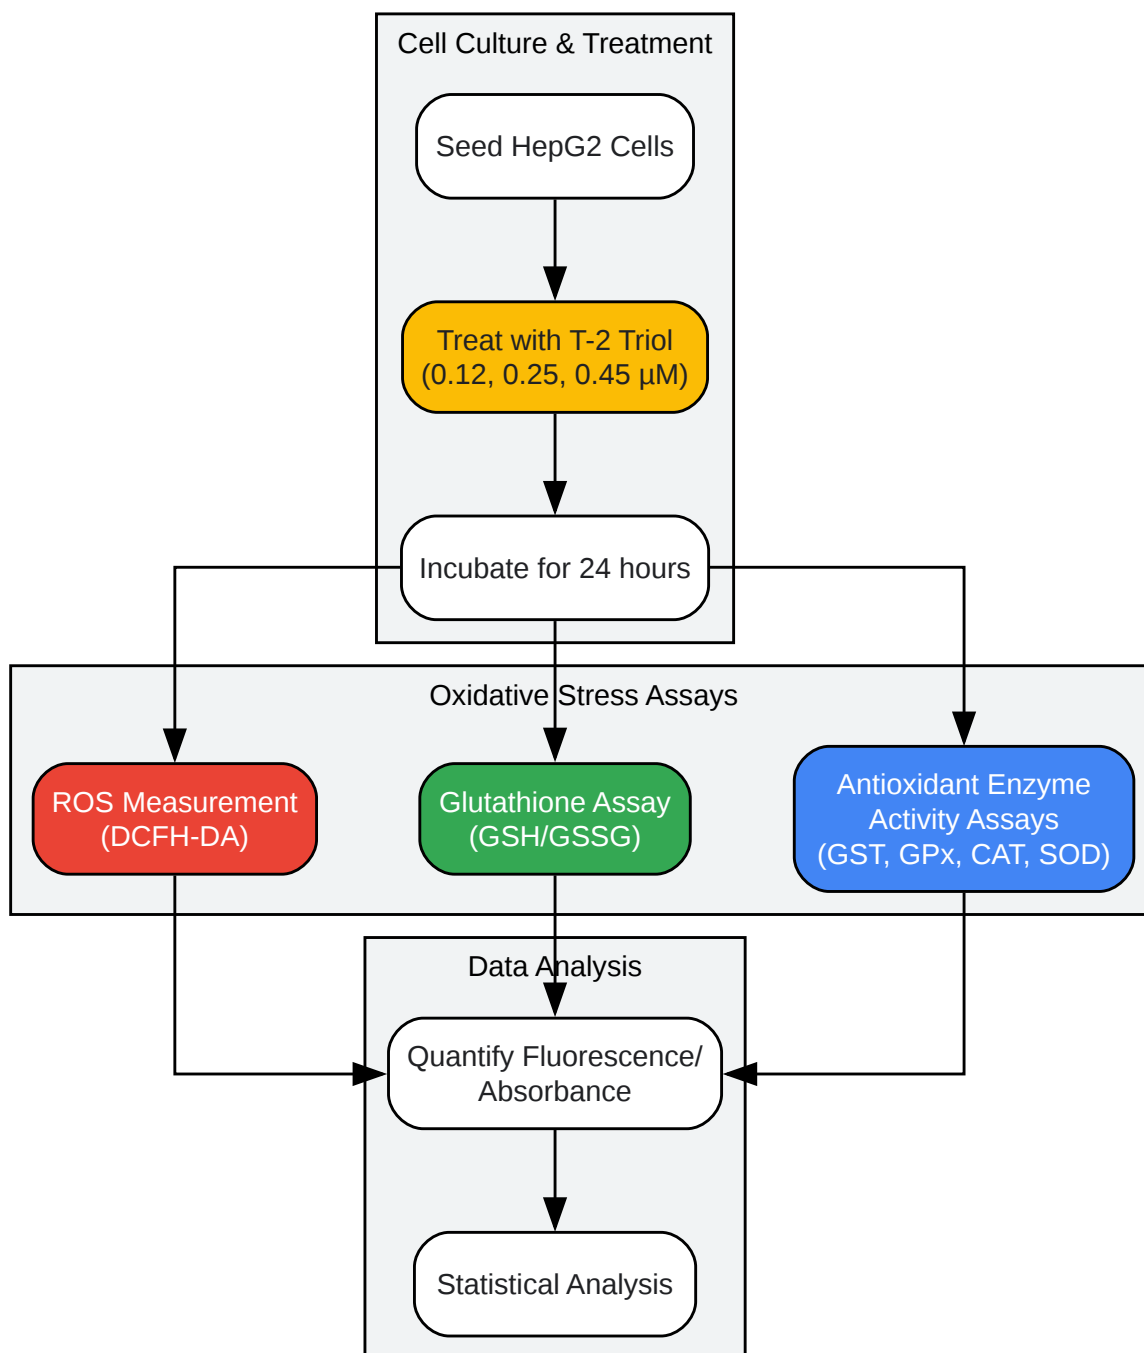 Cell Culture & Treatment
Seed HepG2 Cells
Treat with T-2 Triol
(0.12, 0.25, 0.45 µM)
Incubate for 24 hours
Oxidative Stress Assays
ROS Measurement
(DCFH-DA)
Glutathione Assay
(GSH/GSSG)
Antioxidant Enzyme
Activity Assays
(GST, GPx, CAT, SOD)
Data Analysis
Quantify Fluorescence/
Absorbance
Statistical Analysis